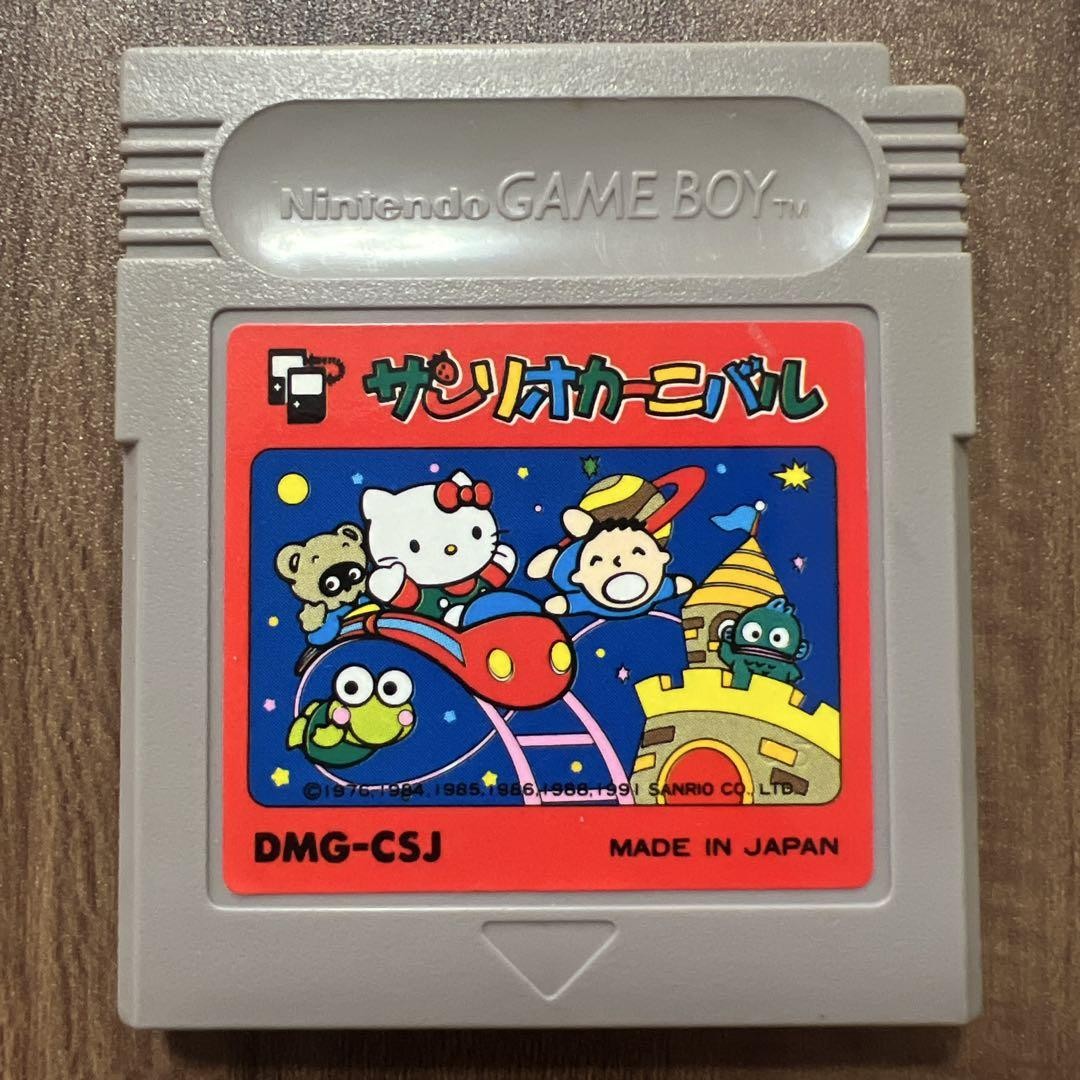 Nintendo GAME BOY™
サンリオカーニバル
©1976,1984,1985,1986,1988,1991 SANRIO CO., LTD.
DMG-CSJ
MADE IN JAPAN